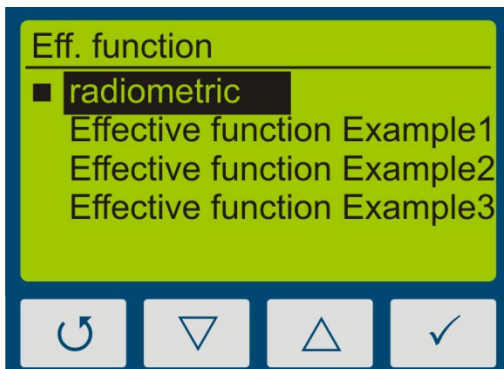 Eff. function
radiometric
Effective function Example1
Effective function Example2
Effective function Example3